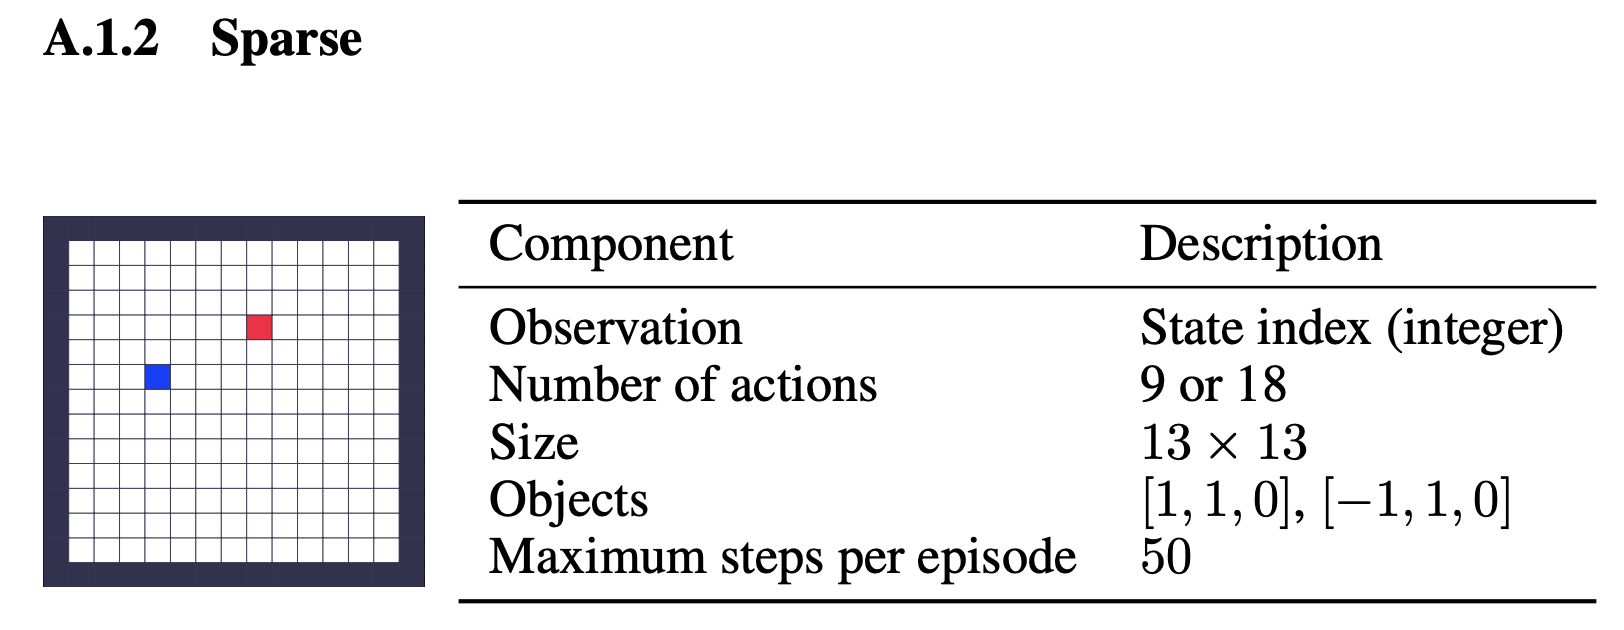 A.1.2 Sparse
Component Description
Observation State index (integer)
Number of actions 9 or 18
Size 13 × 13
Objects [1, 1, 0], [−1, 1, 0]
Maximum steps per episode 50